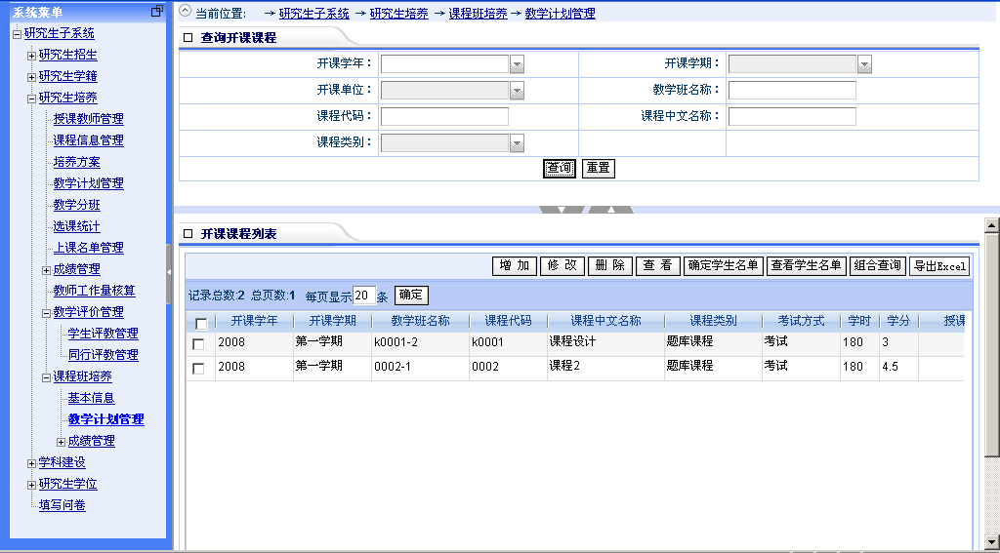 系统菜单
研究生子系统
研究生招生
研究生学籍
研究生培养
授课教师管理
课程信息管理
培养方案
教学计划管理
教学分班
选课统计
上课名单管理
成绩管理
教师工作量核算
教学评价管理
学生评教管理
同行评教管理
课程班培养
基本信息
教学计划管理
成绩管理
学科建设
研究生学位
填写问卷
当前位置: →研究生子系统 →研究生培养 →课程班培养 →教学计划管理
查询开课课程
开课学年： 开课学期：
开课单位： 教学班名称：
课程代码： 课程中文名称：
课程类别：
查询 重置
开课课程列表
增 加 修 改 删 除 查 看 确定学生名单 查看学生名单 组合查询 导出Excel
记录总数:2 总页数:1 每页显示20条 确定
开课学年 开课学期 教学班名称 课程代码 课程中文名称 课程类别 考试方式 学时 学分 授课
2008 第一学期 k0001-2 k0001 课程设计 题库课程 考试 180 3
2008 第一学期 0002-1 0002 课程2 题库课程 考试 180 4.5